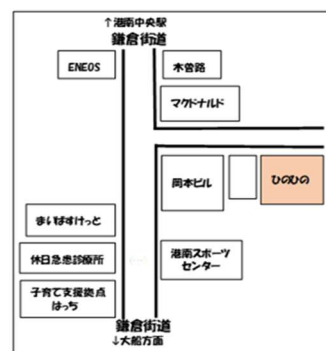 ↑港南中央駅
鎌倉街道
ENEOS
木曽路
マクドナルド
岡本ビル
ひのひの
まいばすけっと
休日急患診療所
港南スポーツ
センター
子育て支援拠点
はっち
鎌倉街道
↓大船方面